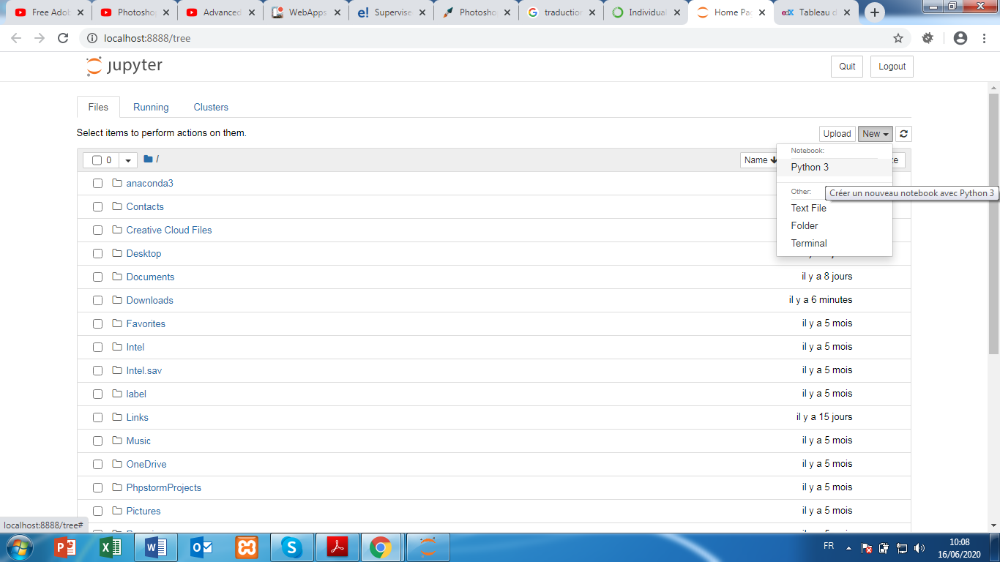 Free Adob
Photosho
Advanced
WebApps
Supervise
Photosho
traduction
Individual
Home Pag
Tableau d
localhost:8888/tree
jupyter
Quit
Logout
Files
Running
Clusters
Select items to perform actions on them.
Upload
New
0
/
Name
Notebook:
Python 3
Créer un nouveau notebook avec Python 3
Other:
Text File
Folder
Terminal
anaconda3
Contacts
Creative Cloud Files
Desktop
Documents
il y a 8 jours
Downloads
il y a 6 minutes
Favorites
il y a 5 mois
Intel
il y a 5 mois
Intel.sav
il y a 5 mois
label
il y a 5 mois
Links
il y a 15 jours
Music
il y a 5 mois
OneDrive
il y a 5 mois
PhpstormProjects
il y a 5 mois
Pictures
il y a 5 mois
localhost:8888/tree#
FR
10:08
16/06/2020